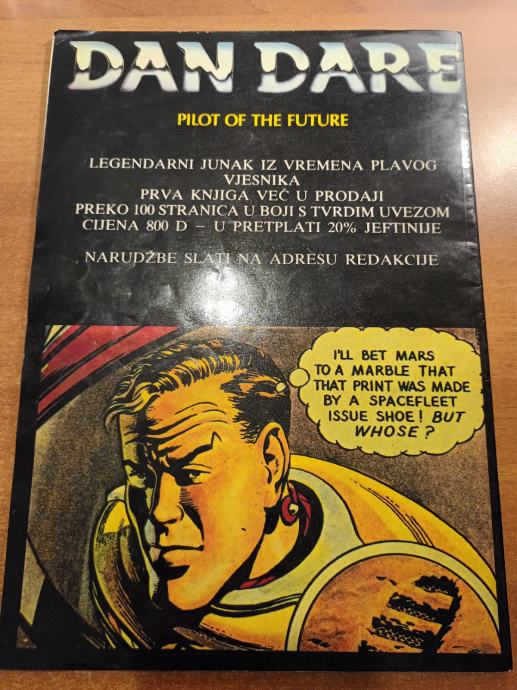 DAN DARE
PILOT OF THE FUTURE
LEGENDARNI JUNAK IZ VREMENA PLAVOG
VJESNIKA
PRVA KNJIGA VEĆ U PRODAJI
PREKO 100 STRANICA U BOJI S TVRDIM UVEZOM
CIJENA 800 D – U PRETPLATI 20% JEFTINIJE
NARUDŽBE SLATI NA ADRESU REDAKCIJE
I'LL BET MARS
TO A MARBLE THAT
THAT PRINT WAS MADE
BY A SPACEFLEET
ISSUE SHOE! BUT
WHOSE?